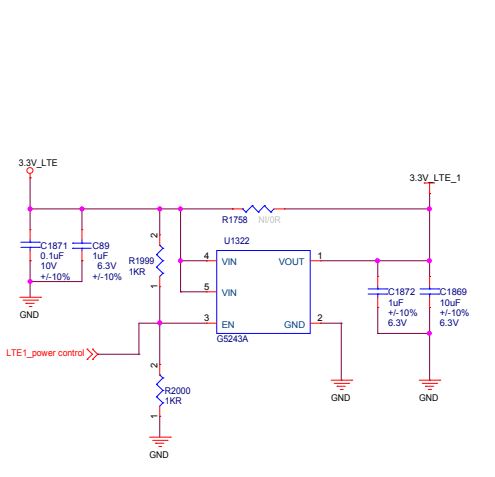 3.3V_LTE
3.3V_LTE_1
R1758 NI/0R
U1322
C1871
0.1uF
10V
+/-10%
C89
1uF
6.3V
+/-10%
2
R1999
1KR
1
4 VIN
5 VIN
3 EN
VOUT 1
GND 2
G5243A
C1872
1uF
+/-10%
6.3V
C1869
10uF
+/-10%
6.3V
GND
LTE1_power control
2
R2000
1KR
1
GND
GND
GND